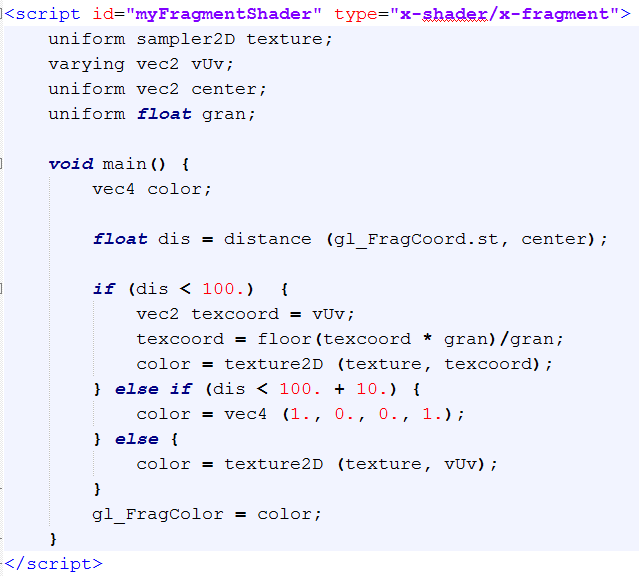 <script id="myFragmentShader" type="x-shader/x-fragment">
    uniform sampler2D texture;
    varying vec2 vUv;
    uniform vec2 center;
    uniform float gran;

    void main() {
        vec4 color;

        float dis = distance (gl_FragCoord.st, center);

        if (dis < 100.)  {
            vec2 texcoord = vUv;
            texcoord = floor(texcoord * gran)/gran;
            color = texture2D (texture, texcoord);
        } else if (dis < 100. + 10.) {
            color = vec4 (1., 0., 0., 1.);
        } else {
            color = texture2D (texture, vUv);
        }
        gl_FragColor = color;
    }
</script>